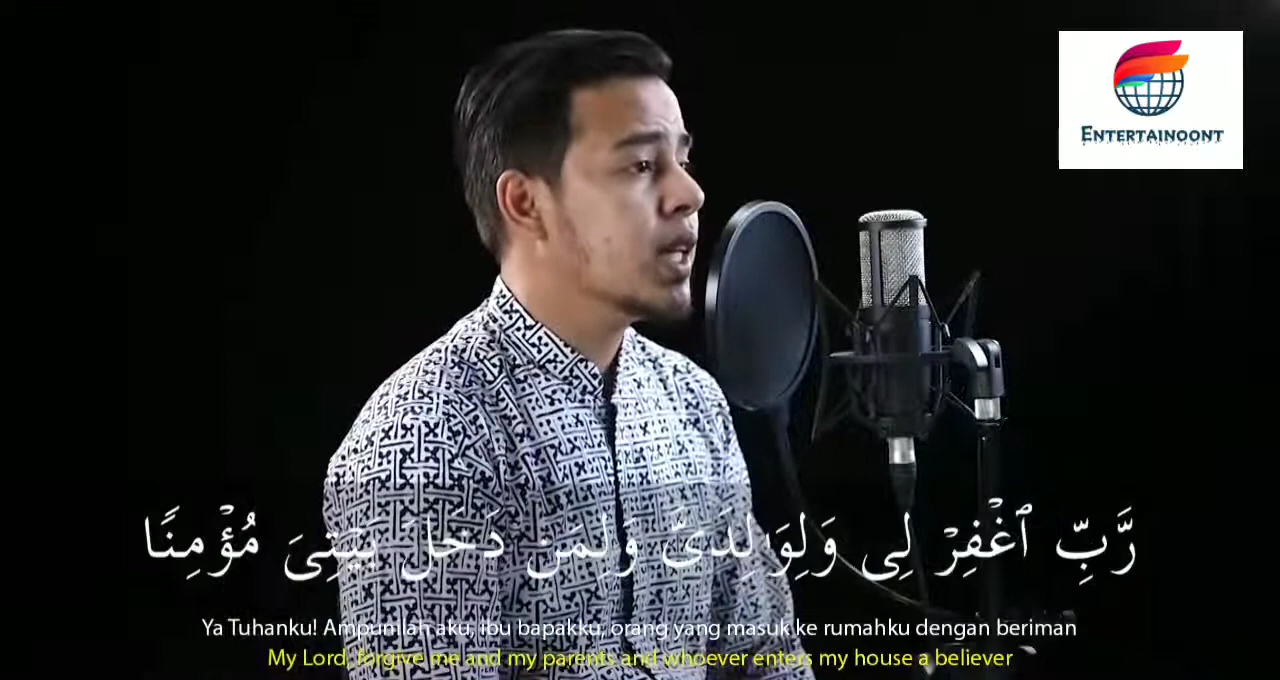 ENTERTAINOONT
رَّبِّ ٱغْفِرْ لِى وَلِوَٰلِدَىَّ وَلِمَن دَخَلَ بَيْتِىَ مُؤْمِنًا
Ya Tuhanku! Ampunilah aku, ibu bapakku, orang yang masuk ke rumahku dengan beriman
My Lord, forgive me and my parents and whoever enters my house a believer